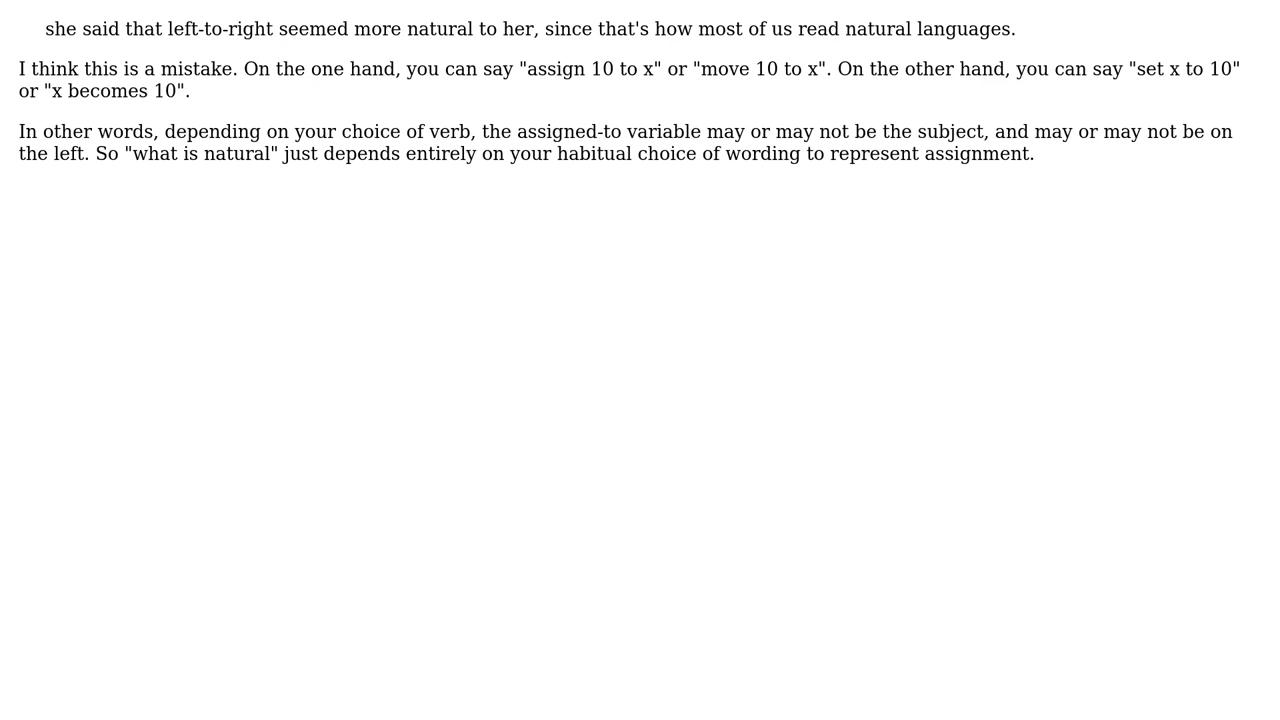 she said that left-to-right seemed more natural to her, since that's how most of us read natural languages.
I think this is a mistake. On the one hand, you can say "assign 10 to x" or "move 10 to x". On the other hand, you can say "set x to 10"
or "x becomes 10".
In other words, depending on your choice of verb, the assigned-to variable may or may not be the subject, and may or may not be on
the left. So "what is natural" just depends entirely on your habitual choice of wording to represent assignment.